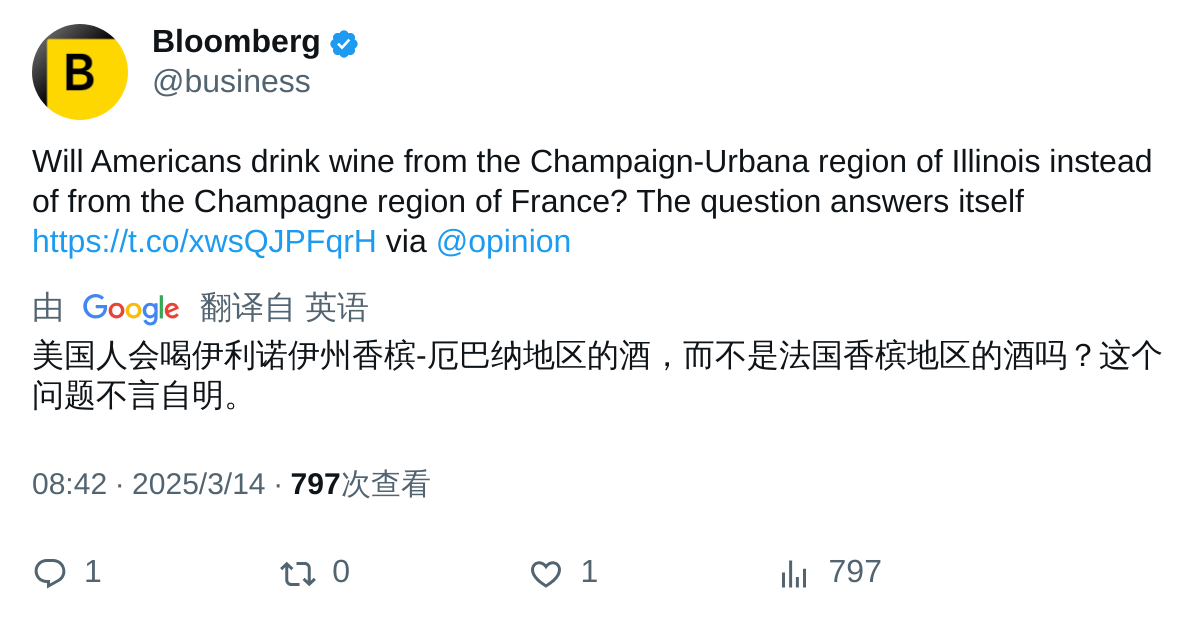 B
Bloomberg
@business
Will Americans drink wine from the Champaign-Urbana region of Illinois instead
of from the Champagne region of France? The question answers itself
https://t.co/xwsQJPFqrH via @opinion
由 Google 翻译自 英语
美国人会喝伊利诺伊州香槟-厄巴纳地区的酒，而不是法国香槟地区的酒吗？这个
问题不言自明。
08:42 · 2025/3/14 · 797次查看
1 0 1 797